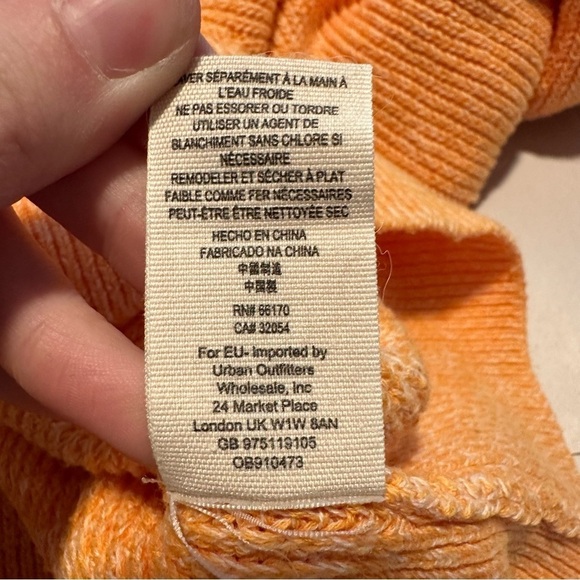 LAVER SÉPARÉMENT À LA MAIN À
L'EAU FROIDE
NE PAS ESSORER OU TORDRE
UTILISER UN AGENT DE
BLANCHIMENT SANS CHLORE SI
NÉCESSAIRE
REMODELER ET SÉCHER À PLAT
FAIBLE COMME FER NÉCESSAIRES
PEUT-ÊTRE ÊTRE NETTOYÉE SEC
HECHO EN CHINA
FABRICADO NA CHINA
中國制造
中国製
RN# 66170
CA# 32054
For EU- Imported by
Urban Outfitters
Wholesale, Inc
24 Market Place
London UK W1W 8AN
GB 975119105
OB910473